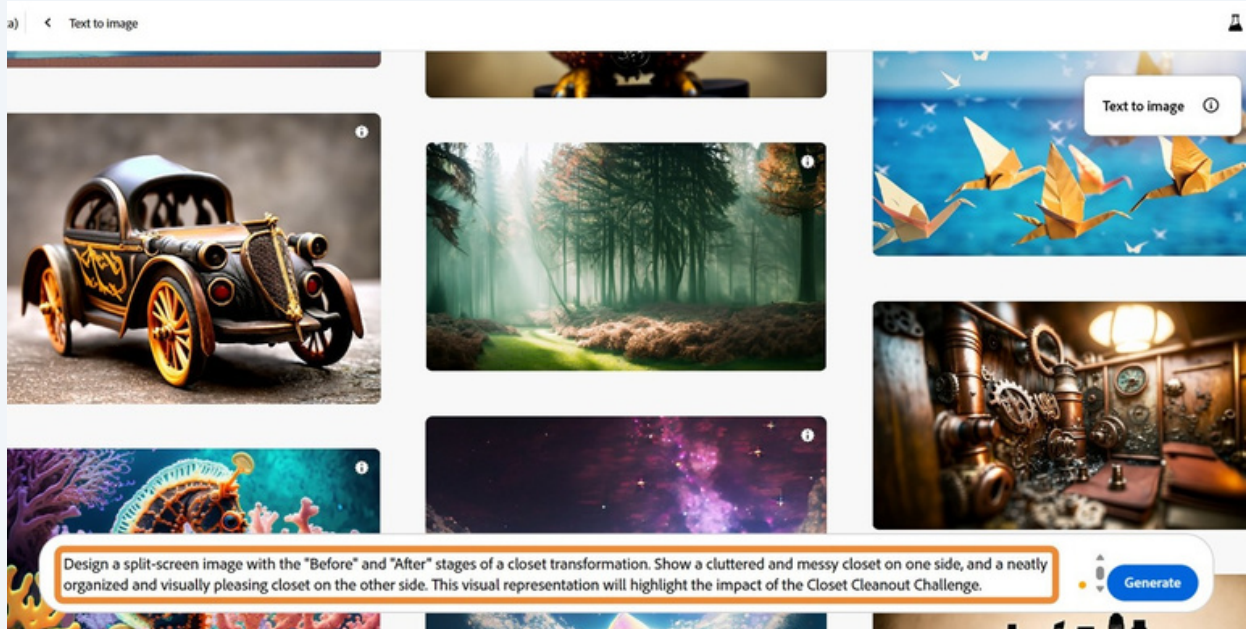 a)
Text to image
Text to image
Design a split-screen image with the "Before" and "After" stages of a closet transformation. Show a cluttered and messy closet on one side, and a neatly
organized and visually pleasing closet on the other side. This visual representation will highlight the impact of the Closet Cleanout Challenge.
Generate